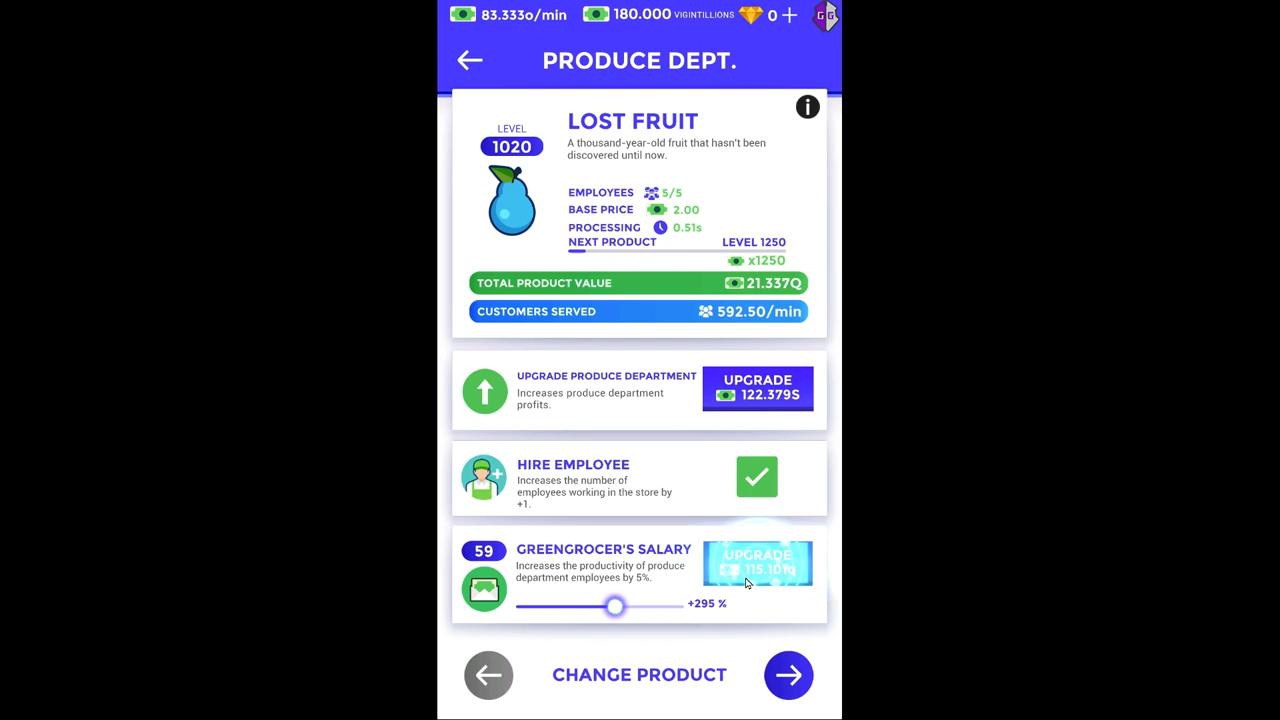 83.333o/min 180.000 VIGINTILLIONS 0 +
PRODUCE DEPT.
LEVEL
1020
LOST FRUIT
A thousand-year-old fruit that hasn't been
discovered until now.
EMPLOYEES 5/5
BASE PRICE 2.00
PROCESSING 0.51s
NEXT PRODUCT LEVEL 1250
x1250
TOTAL PRODUCT VALUE 21.337Q
CUSTOMERS SERVED 592.50/min
UPGRADE PRODUCE DEPARTMENT
Increases produce department
profits.
UPGRADE
122.379S
HIRE EMPLOYEE
Increases the number of
employees working in the store by
+1.
59
GREENGROCER'S SALARY
Increases the productivity of produce
department employees by 5%.
+295 %
UPGRADE
CHANGE PRODUCT